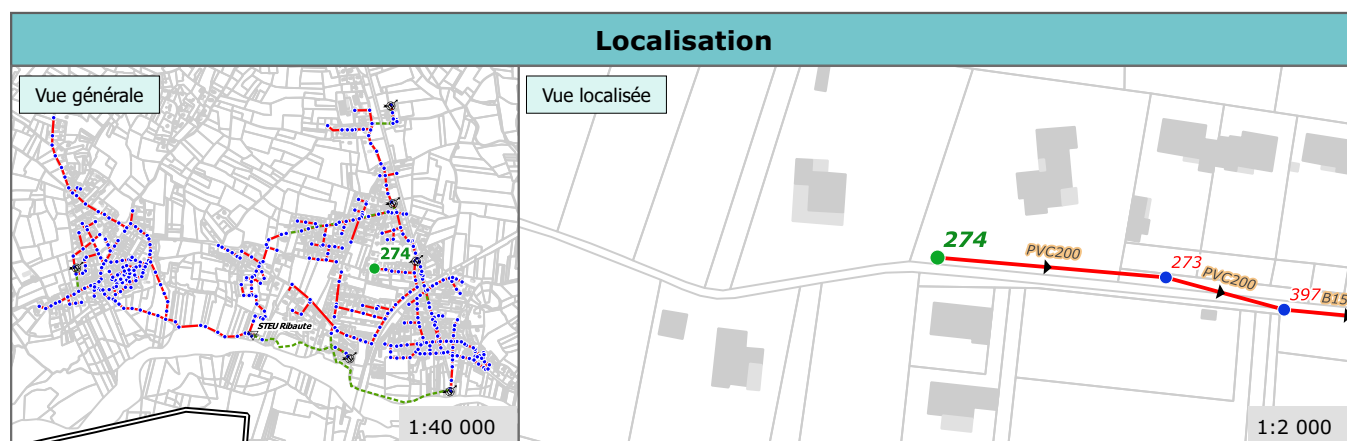 Localisation
Vue générale
274
STEU Ribaute
1:40 000
Vue localisée
274
PVC200
273
PVC200
397
B15
1:2 000